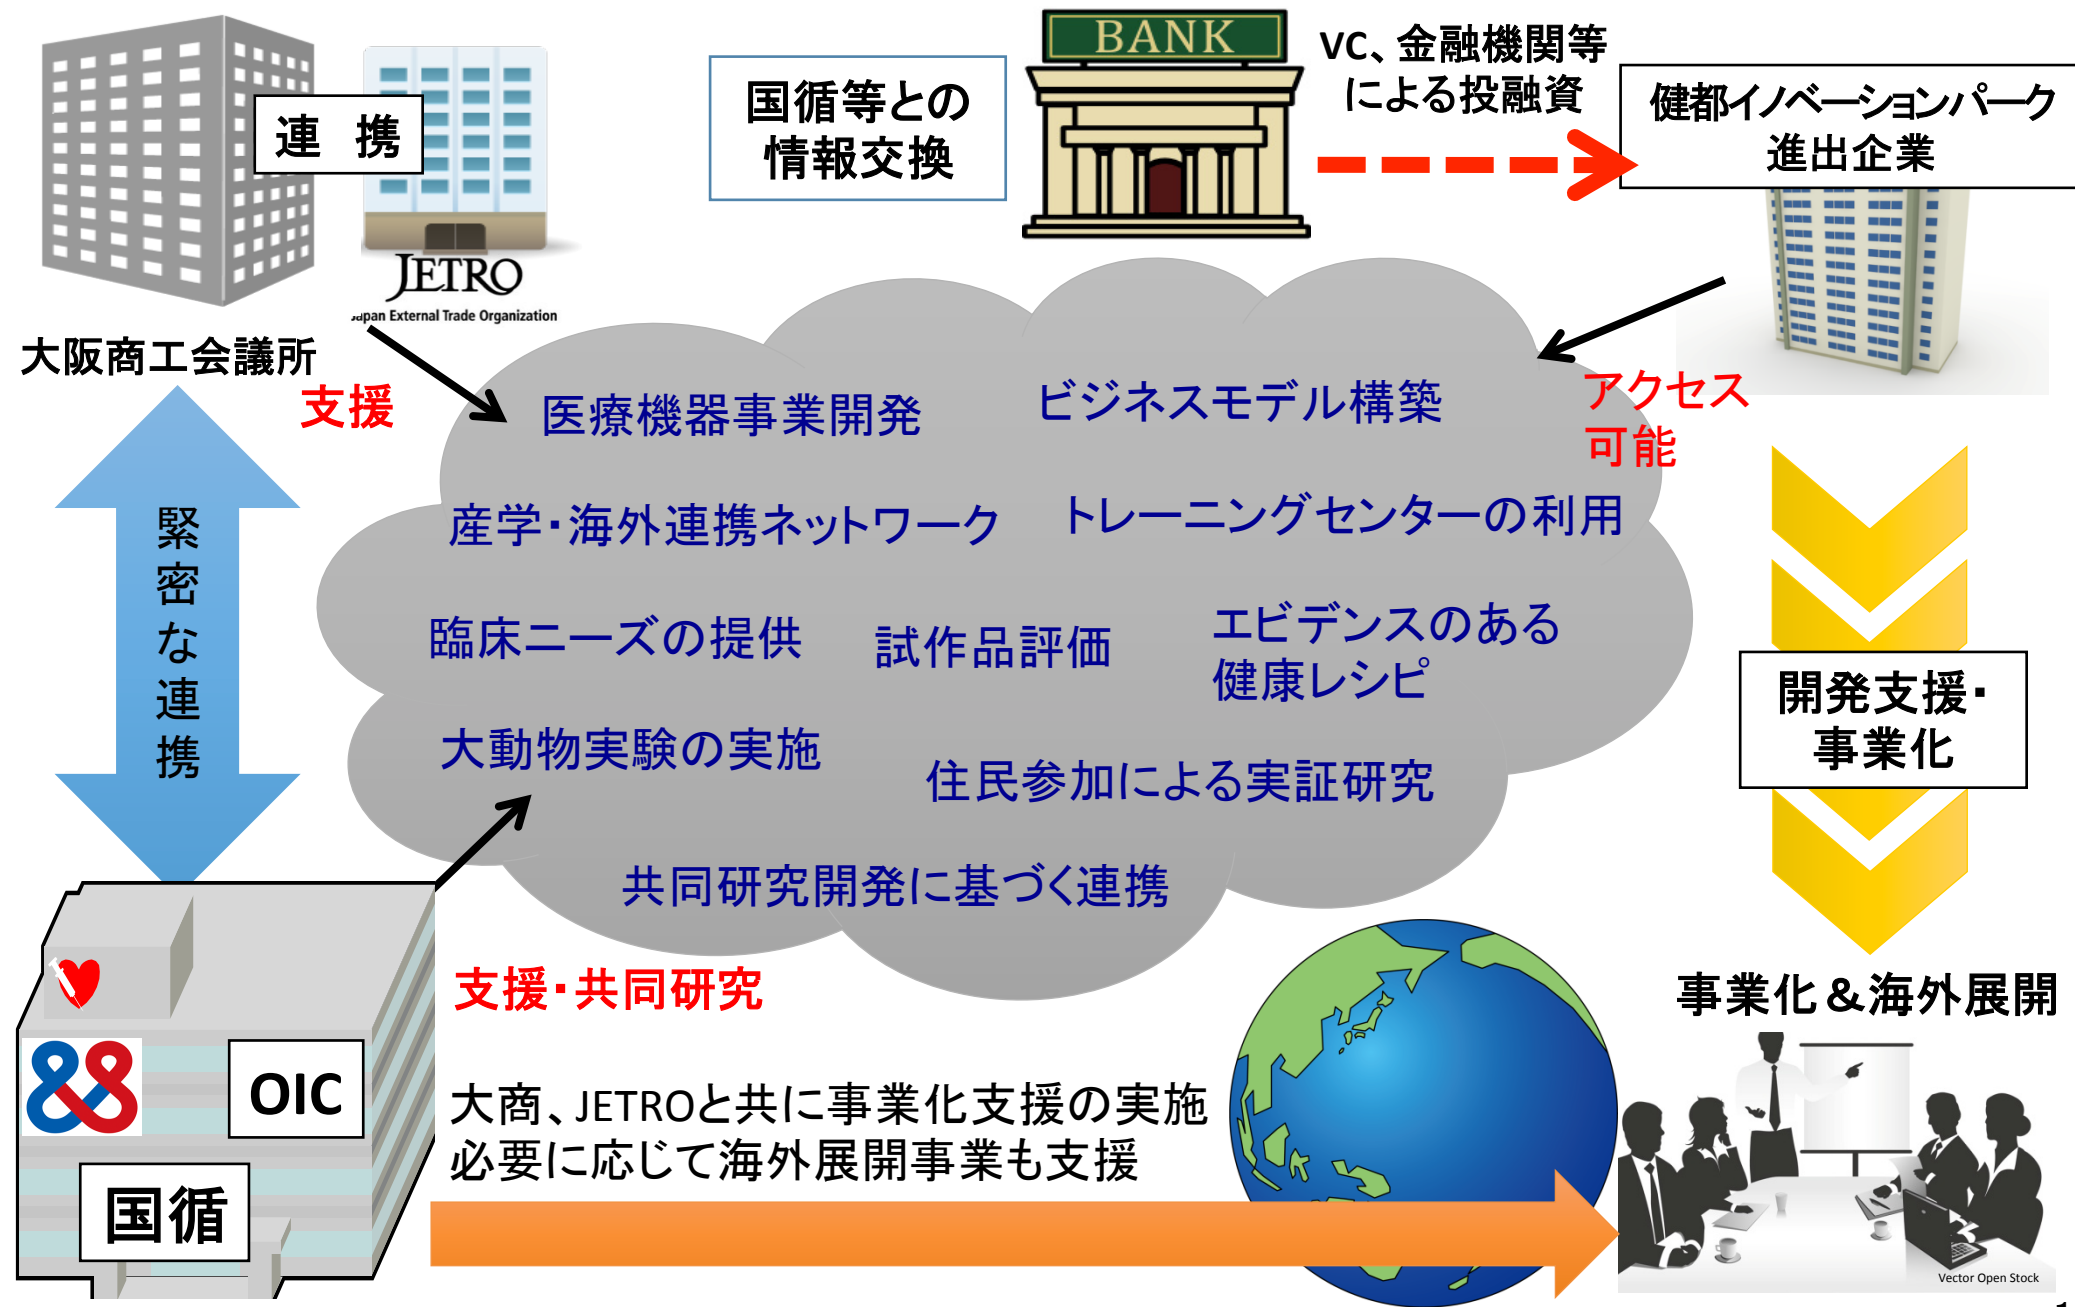 BANK
VC、金融機関等
による投融資
国循等との
情報交換
健都イノベーションパーク
進出企業
連 携
JETRO
Japan External Trade Organization
大阪商工会議所
支援
アクセス
可能
医療機器事業開発
ビジネスモデル構築
産学・海外連携ネットワーク
トレーニングセンターの利用
臨床ニーズの提供
試作品評価
エビデンスのある
健康レシピ
大動物実験の実施
住民参加による実証研究
共同研究開発に基づく連携
緊密な連携
開発支援・
事業化
支援・共同研究
事業化＆海外展開
OIC
国循
大商、JETROと共に事業化支援の実施
必要に応じて海外展開事業も支援
Vector Open Stock